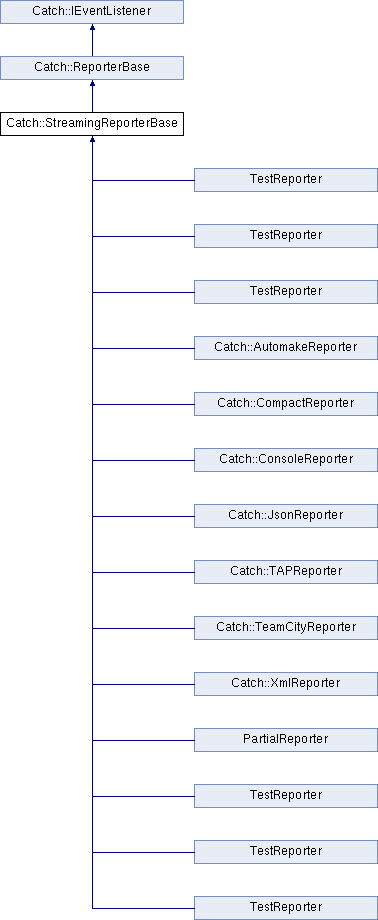 Catch::IEventListener
Catch::ReporterBase
Catch::StreamingReporterBase
TestReporter
TestReporter
TestReporter
Catch::AutomakeReporter
Catch::CompactReporter
Catch::ConsoleReporter
Catch::JsonReporter
Catch::TAPReporter
Catch::TeamCityReporter
Catch::XmlReporter
PartialReporter
TestReporter
TestReporter
TestReporter